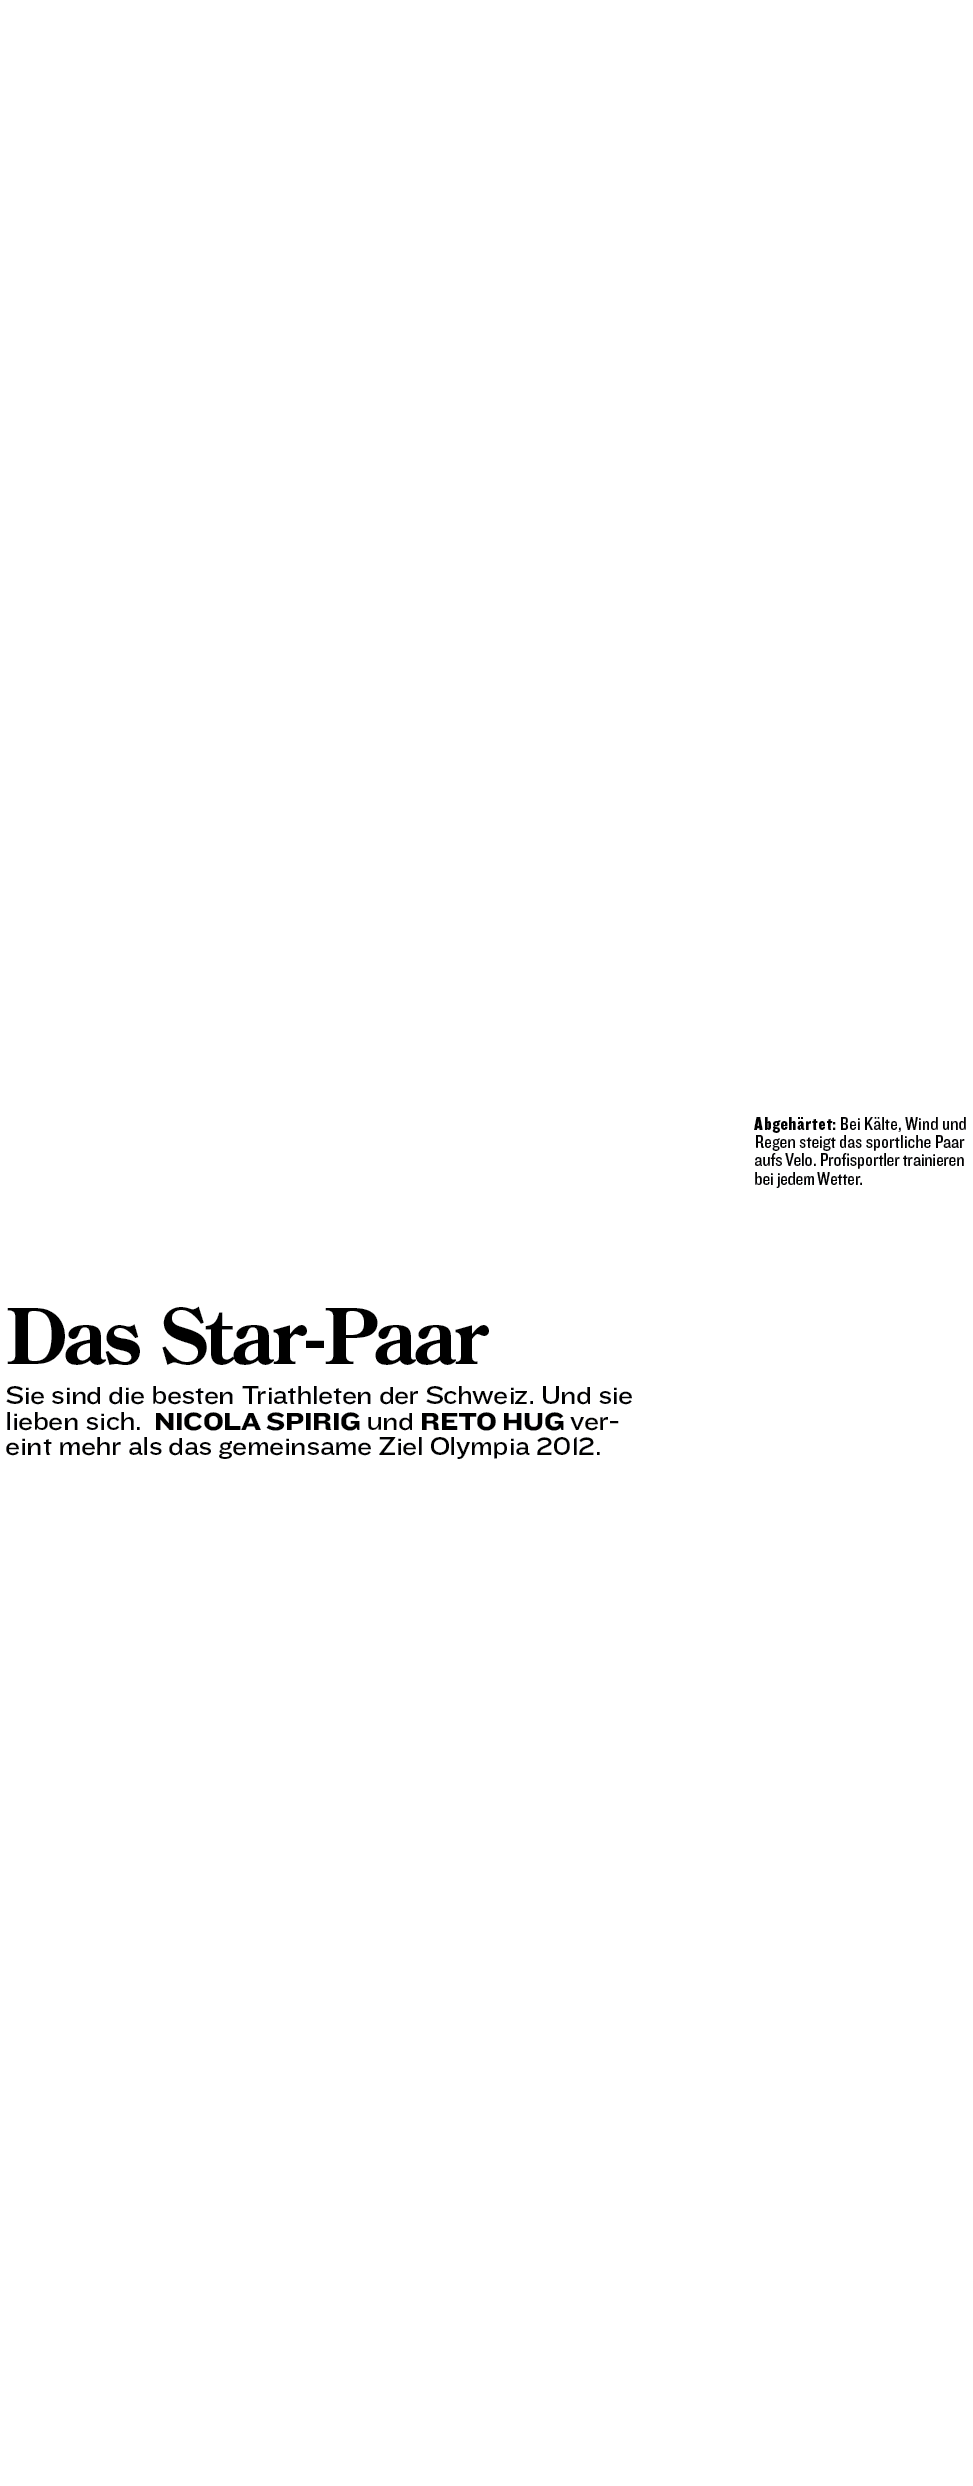 Abgehärtet: Bei Kälte, Wind und
Regen steigt das sportliche Paar
aufs Velo. Profisportler trainieren
bei jedem Wetter.
Das Star-Paar
Sie sind die besten Triathleten der Schweiz. Und sie
lieben sich. NICOLA SPIRIG und RETO HUG ver-
eint mehr als das gemeinsame Ziel Olympia 2012.